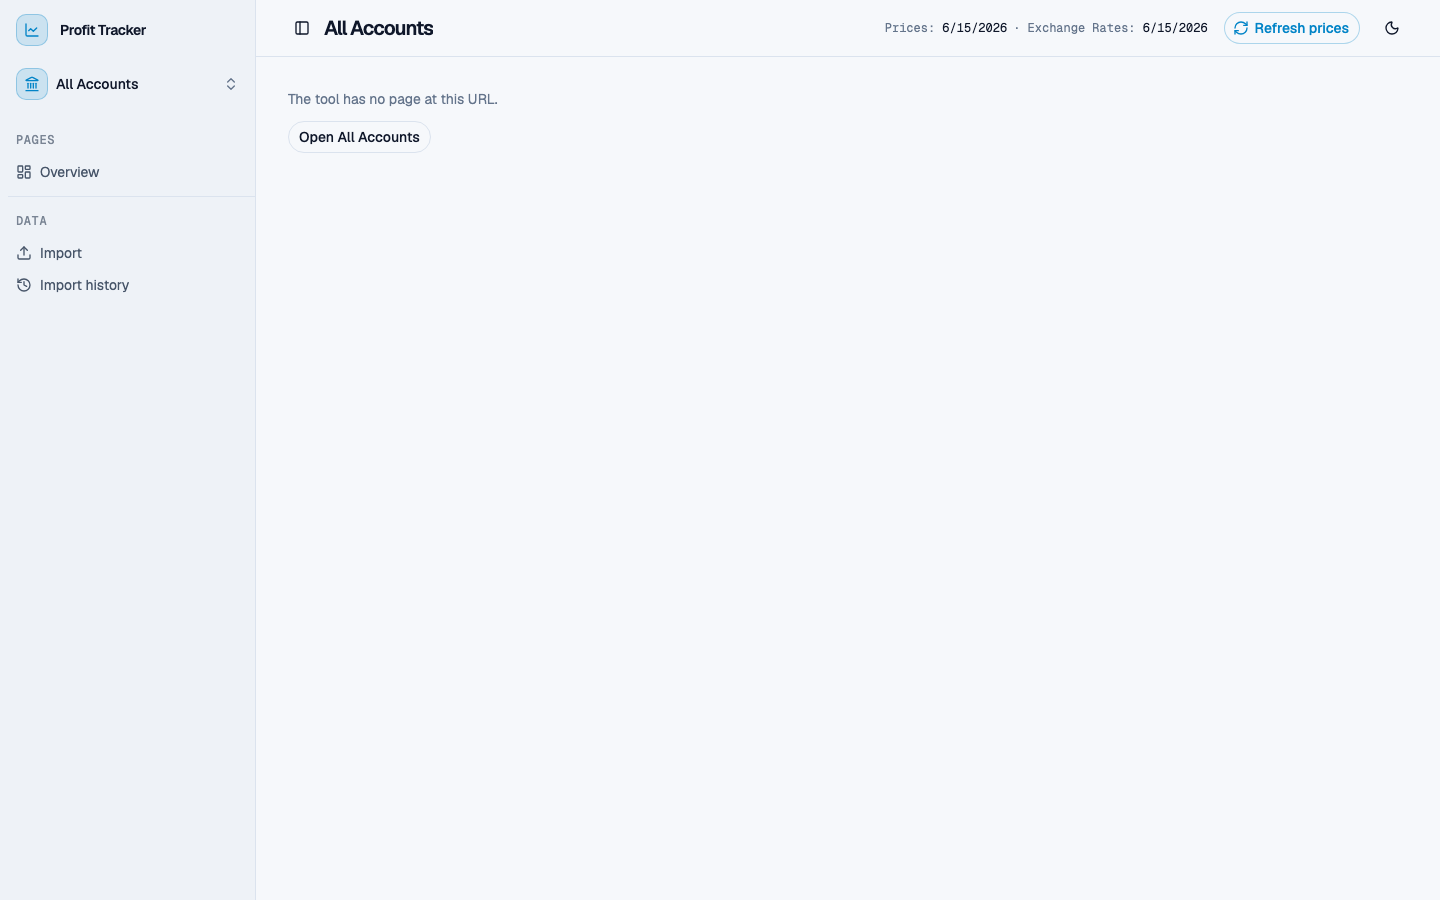 Profit Tracker
All Accounts
PAGES
Overview
DATA
Import
Import history
All Accounts
Prices: 6/15/2026 · Exchange Rates: 6/15/2026
Refresh prices
The tool has no page at this URL.
Open All Accounts